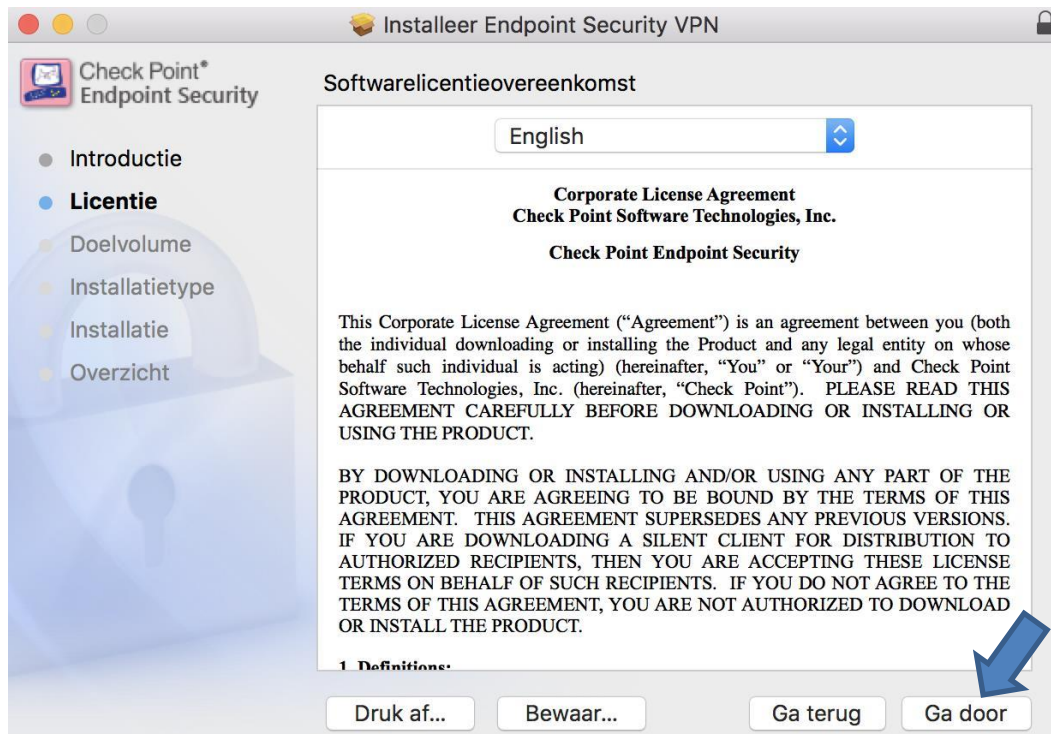 Installeer Endpoint Security VPN
Check Point®
Endpoint Security
Introductie
Licentie
Doelvolume
Installatietype
Installatie
Overzicht
Softwarelicentieovereenkomst
English
Corporate License Agreement
Check Point Software Technologies, Inc.
Check Point Endpoint Security
This Corporate License Agreement (“Agreement”) is an agreement between you (both
the individual downloading or installing the Product and any legal entity on whose
behalf such individual is acting) (hereinafter, “You” or “Your”) and Check Point
Software Technologies, Inc. (hereinafter, “Check Point”). PLEASE READ THIS
AGREEMENT CAREFULLY BEFORE DOWNLOADING OR INSTALLING OR
USING THE PRODUCT.
BY DOWNLOADING OR INSTALLING AND/OR USING ANY PART OF THE
PRODUCT, YOU ARE AGREEING TO BE BOUND BY THE TERMS OF THIS
AGREEMENT. THIS AGREEMENT SUPERSEDES ANY PREVIOUS VERSIONS.
IF YOU ARE DOWNLOADING A SILENT CLIENT FOR DISTRIBUTION TO
AUTHORIZED RECIPIENTS, THEN YOU ARE ACCEPTING THESE LICENSE
TERMS ON BEHALF OF SUCH RECIPIENTS. IF YOU DO NOT AGREE TO THE
TERMS OF THIS AGREEMENT, YOU ARE NOT AUTHORIZED TO DOWNLOAD
OR INSTALL THE PRODUCT.
1. Definitions:
Druk af...
Bewaar...
Ga terug
Ga door